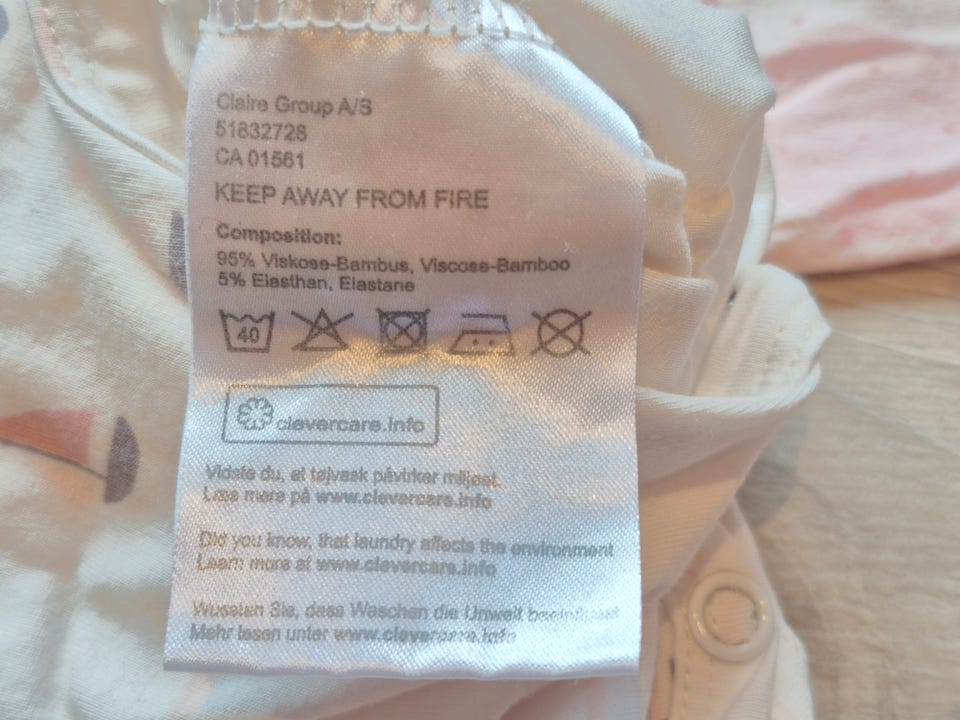 Claire Group A/S
51832728
CA 01561
KEEP AWAY FROM FIRE
Composition:
95% Viskose-Bambus, Viscose-Bamboo
5% Elasthan, Elastane
40
clevercare.info
Vidste du, at tøjvask påvirker miljøet.
Læs mere på www.clevercare.info
Did you know, that laundry affects the environment
Learn more at www.clevercare.info
Wussten Sie, dass Waschen die Umwelt beeinflusst
Mehr lesen unter www.clevercare.info